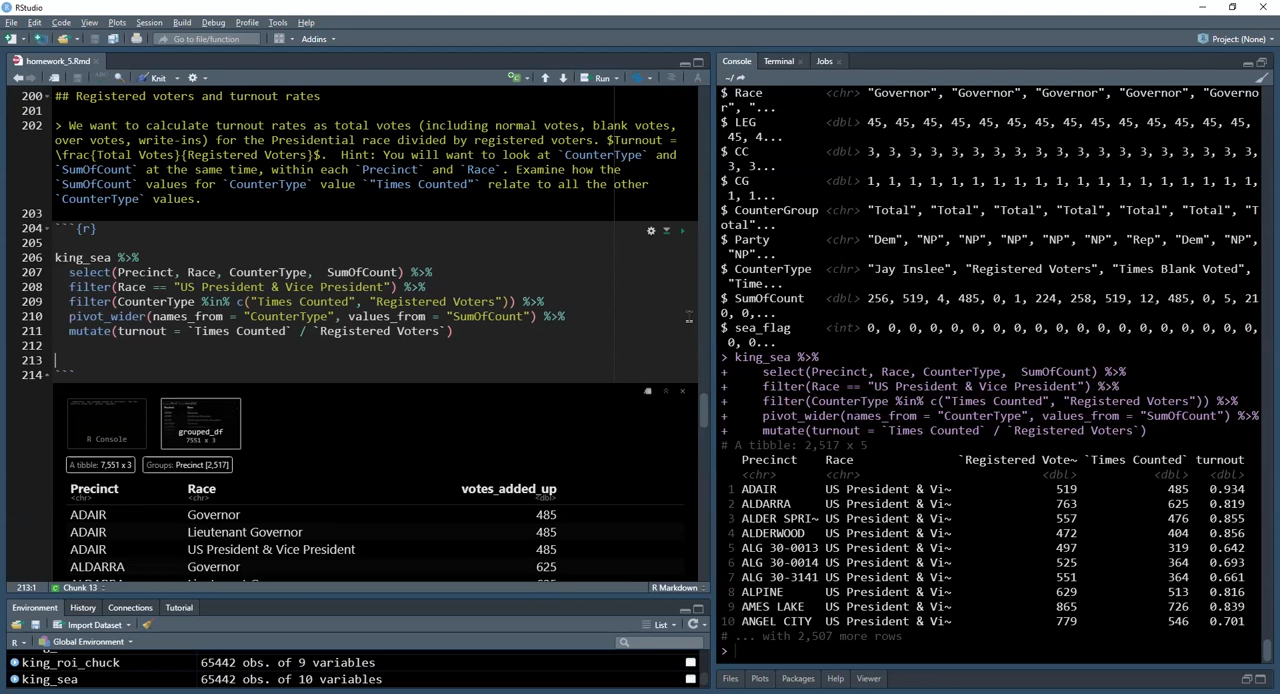 RStudio
File Edit Code View Plots Session Build Debug Profile Tools Help
Go to file/function
Addins
Project: (None)
homework_5.Rmd
Knit
Run
200 ## Registered voters and turnout rates
201
202 > We want to calculate turnout rates as total votes (including normal votes, blank votes,
over votes, write-ins) for the Presidential race divided by registered voters. $Turnout =
\frac{Total Votes}{Registered Voters}$. Hint: You will want to look at `CounterType` and
`SumOfCount` at the same time, within each `Precinct` and `Race`. Examine how the
`SumOfCount` values for `CounterType` value `"Times Counted"` relate to all the other
`CounterType` values.
203
204 ```{r}
205
206 king_sea %>%
207 select(Precinct, Race, CounterType,  SumOfCount) %>%
208 filter(Race == "US President & Vice President") %>%
209 filter(CounterType %in% c("Times Counted", "Registered Voters")) %>%
210 pivot_wider(names_from = "CounterType", values_from = "SumOfCount") %>%
211 mutate(turnout = `Times Counted` / `Registered Voters`)
212
213
214 ```
R Console
grouped_df
7551 x 3
A tibble: 7,551 x 3 Groups: Precinct [2,517]
Precinct Race votes_added_up
<chr> <chr> <dbl>
ADAIR Governor 485
ADAIR Lieutenant Governor 485
ADAIR US President & Vice President 485
ALDARRA Governor 625
213:1 Chunk 13 R Markdown
Environment History Connections Tutorial
Import Dataset List
R Global Environment
king_roi_chuck 65442 obs. of 9 variables
king_sea 65442 obs. of 10 variables
Console Terminal Jobs
~/
$ Race <chr> "Governor", "Governor", "Governor", "Governor", "Governo
r", "...
$ LEG <dbl> 45, 45, 45, 45, 45, 45, 45, 45, 45, 45, 45, 45, 45, 45,
45, 4...
$ CC <dbl> 3, 3, 3, 3, 3, 3, 3, 3, 3, 3, 3, 3, 3, 3, 3, 3, 3, 3, 3,
3, 3...
$ CG <dbl> 1, 1, 1, 1, 1, 1, 1, 1, 1, 1, 1, 1, 1, 1, 1, 1, 1, 1, 1,
1, 1...
$ CounterGroup <chr> "Total", "Total", "Total", "Total", "Total", "Total", "T
otal"...
$ Party <chr> "Dem", "NP", "NP", "NP", "NP", "NP", "Rep", "Dem", "NP",
"NP"...
$ CounterType <chr> "Jay Inslee", "Registered Voters", "Times Blank Voted",
"Time...
$ SumOfCount <dbl> 256, 519, 4, 485, 0, 1, 224, 258, 519, 12, 485, 0, 5, 21
0, 0,...
$ sea_flag <int> 0, 0, 0, 0, 0, 0, 0, 0, 0, 0, 0, 0, 0, 0, 0, 0, 0, 0, 0,
0, 0...
> king_sea %>%
+ select(Precinct, Race, CounterType,  SumOfCount) %>%
+ filter(Race == "US President & Vice President") %>%
+ filter(CounterType %in% c("Times Counted", "Registered Voters")) %>%
+ pivot_wider(names_from = "CounterType", values_from = "SumOfCount") %>%
+ mutate(turnout = `Times Counted` / `Registered Voters`)
# A tibble: 2,517 x 5
Precinct Race `Registered Vote~ `Times Counted` turnout
<chr> <chr> <dbl> <dbl> <dbl>
1 ADAIR US President & Vi~ 519 485 0.934
2 ALDARRA US President & Vi~ 763 625 0.819
3 ALDER SPRI~ US President & Vi~ 557 476 0.855
4 ALDERWOOD US President & Vi~ 472 404 0.856
5 ALG 30-0013 US President & Vi~ 497 319 0.642
6 ALG 30-0014 US President & Vi~ 525 364 0.693
7 ALG 30-3141 US President & Vi~ 551 364 0.661
8 ALPINE US President & Vi~ 629 513 0.816
9 AMES LAKE US President & Vi~ 865 726 0.839
10 ANGEL CITY US President & Vi~ 779 546 0.701
# ... with 2,507 more rows
>
Files Plots Packages Help Viewer